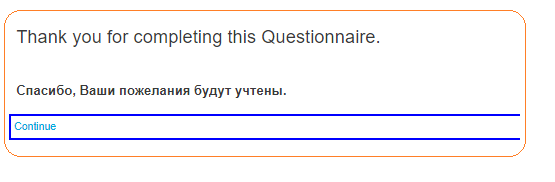 Thank you for completing this Questionnaire.
Спасибо, Ваши пожелания будут учтены.
Continue